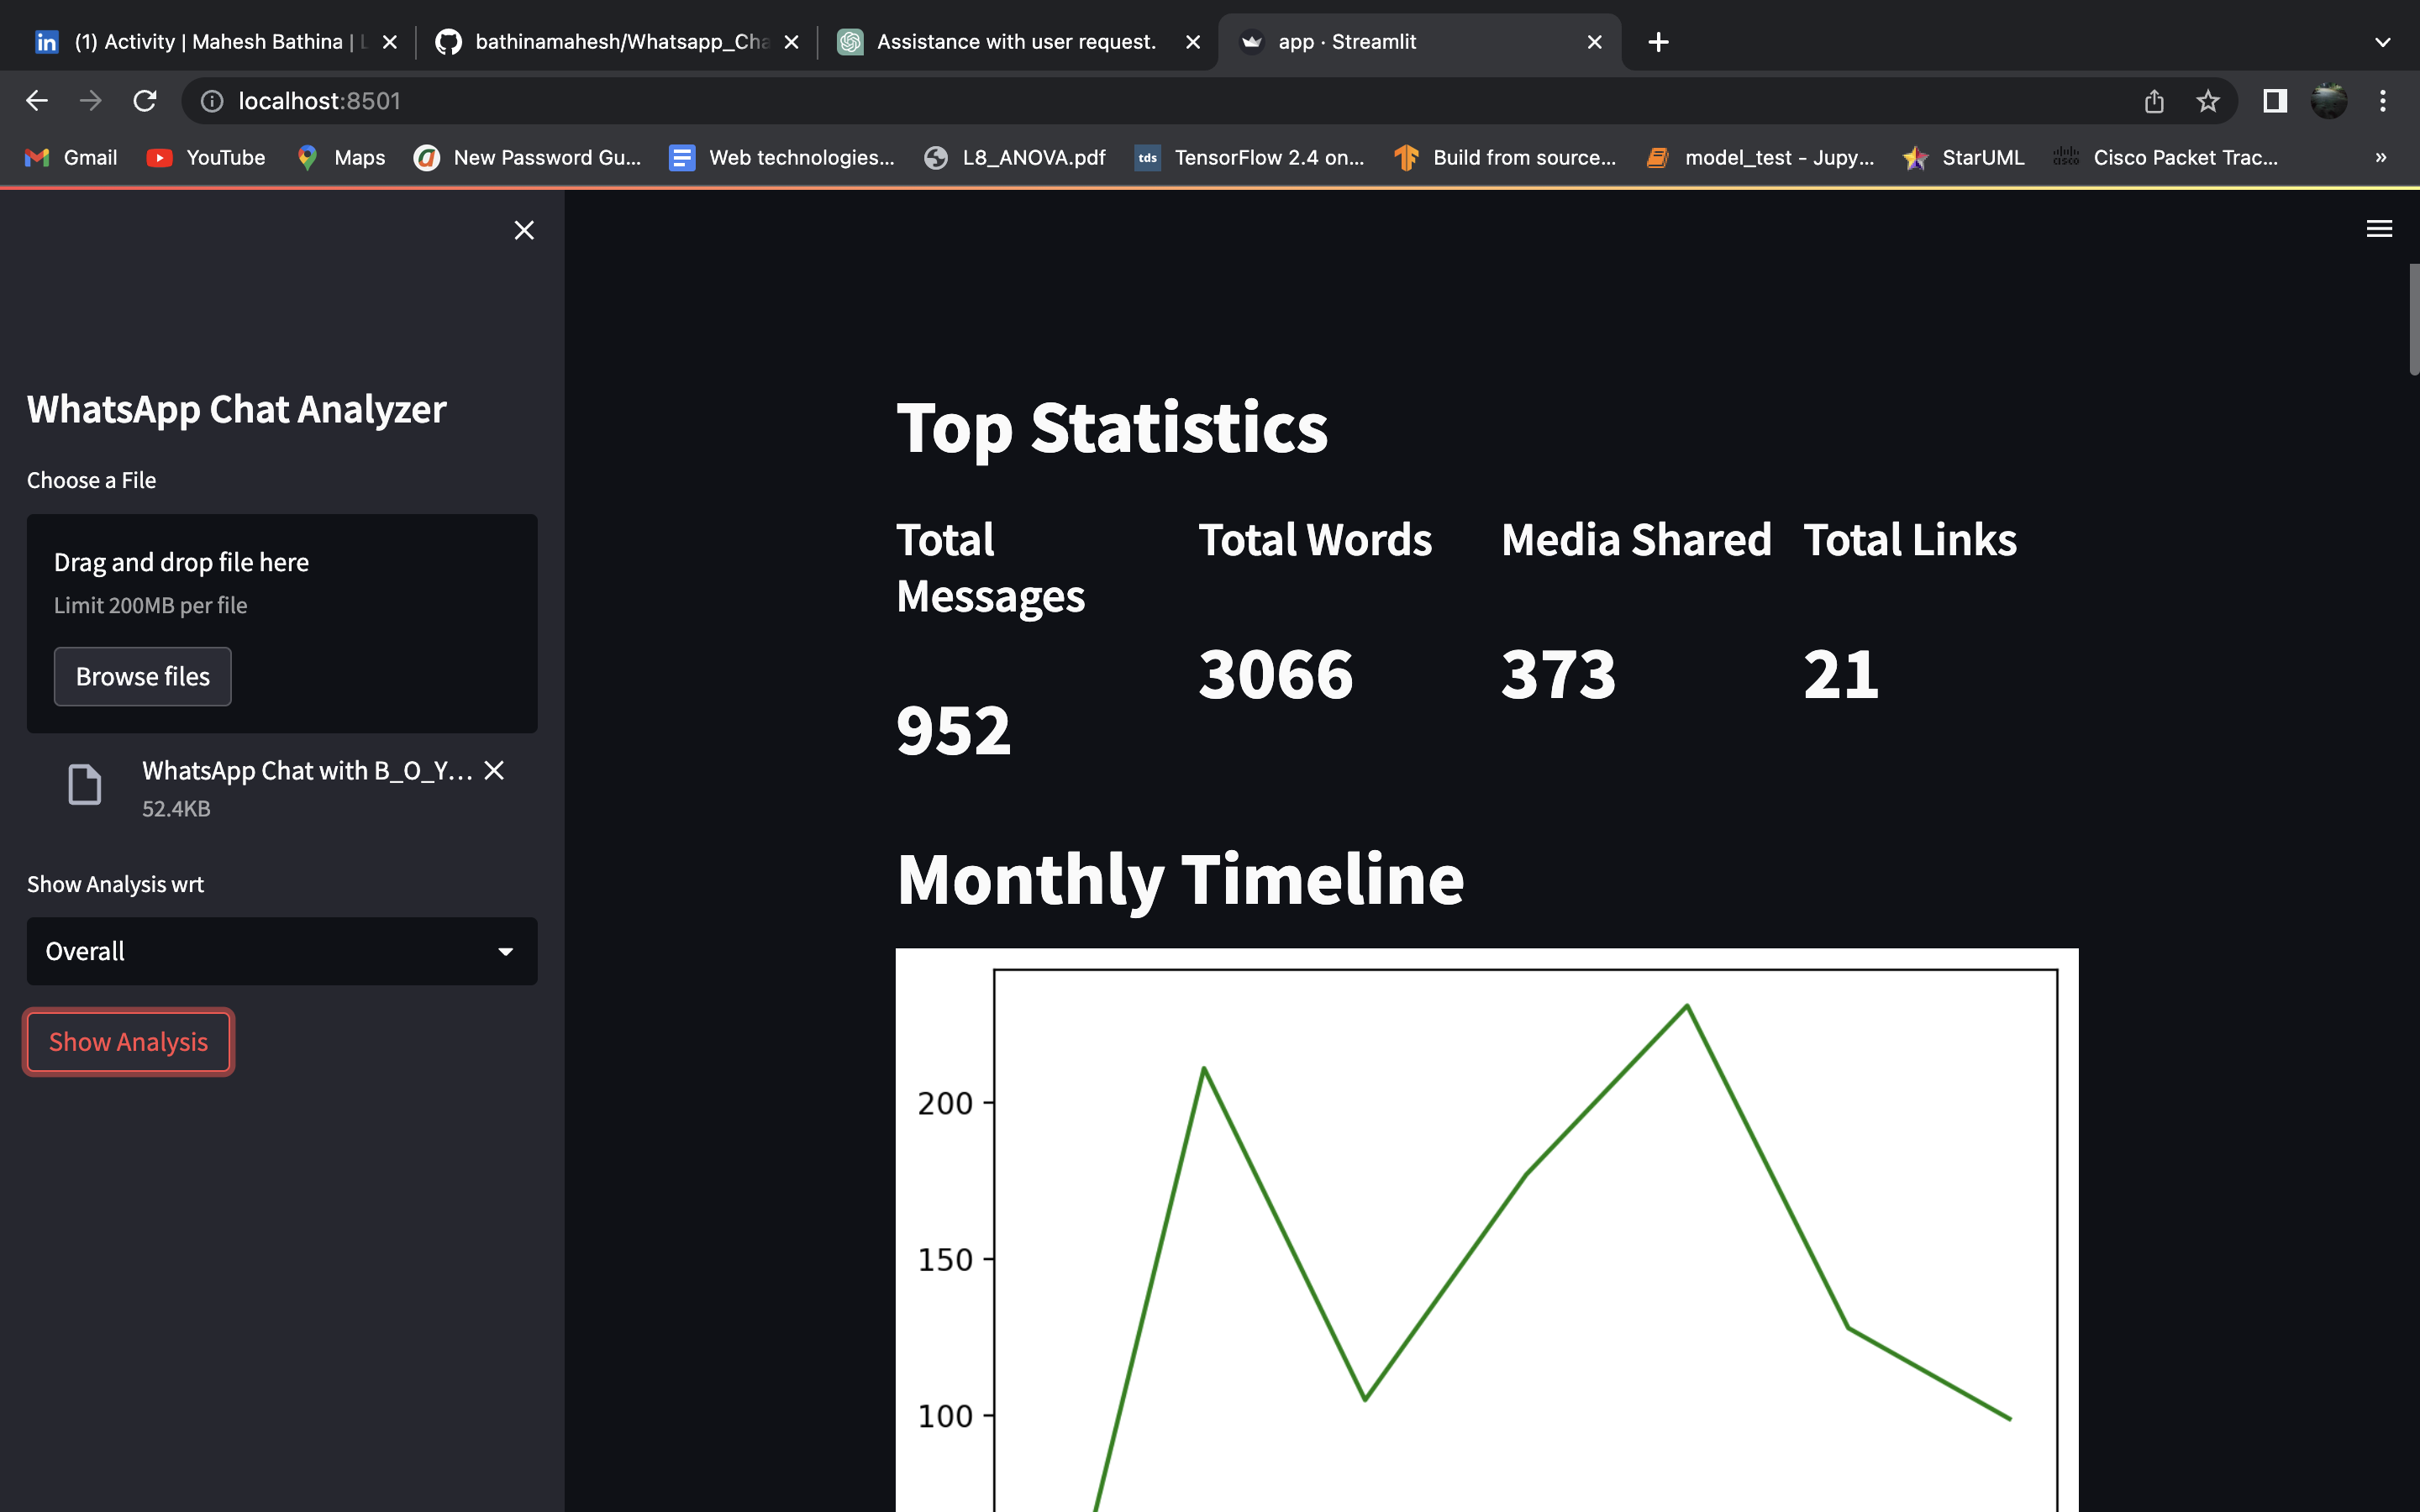 (1) Activity | Mahesh Bathina |
bathinamahesh/Whatsapp_Cha
Assistance with user request.
app · Streamlit
localhost:8501
Gmail
YouTube
Maps
New Password Gu...
Web technologies...
L8_ANOVA.pdf
tds
TensorFlow 2.4 on...
Build from source...
model_test - Jupy...
StarUML
Cisco Packet Trac...
»
WhatsApp Chat Analyzer
Choose a File
Drag and drop file here
Limit 200MB per file
Browse files
WhatsApp Chat with B_O_Y...
52.4KB
Show Analysis wrt
Overall
Show Analysis
Top Statistics
Total
Messages
952
Total Words
3066
Media Shared
373
Total Links
21
Monthly Timeline
200
150
100